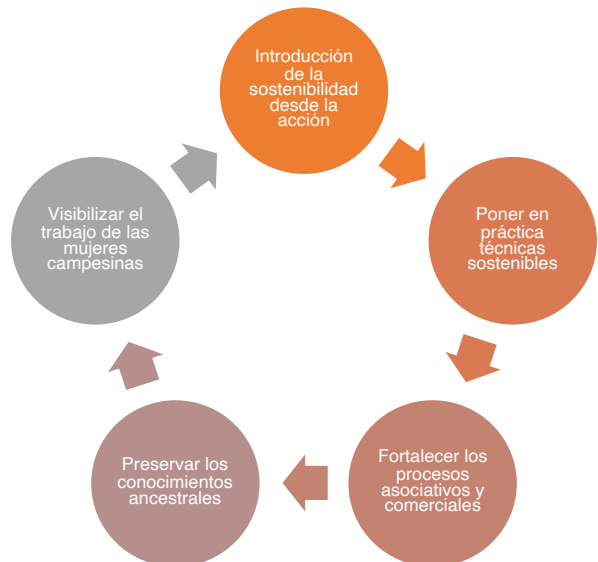 Introducción
de la
sostenibilidad
desde la
acción
Poner en
práctica
técnicas
sostenibles
Fortalecer los
procesos
asociativos y
comerciales
Preservar los
conocimientos
ancestrales
Visibilizar el
trabajo de las
mujeres
campesinas